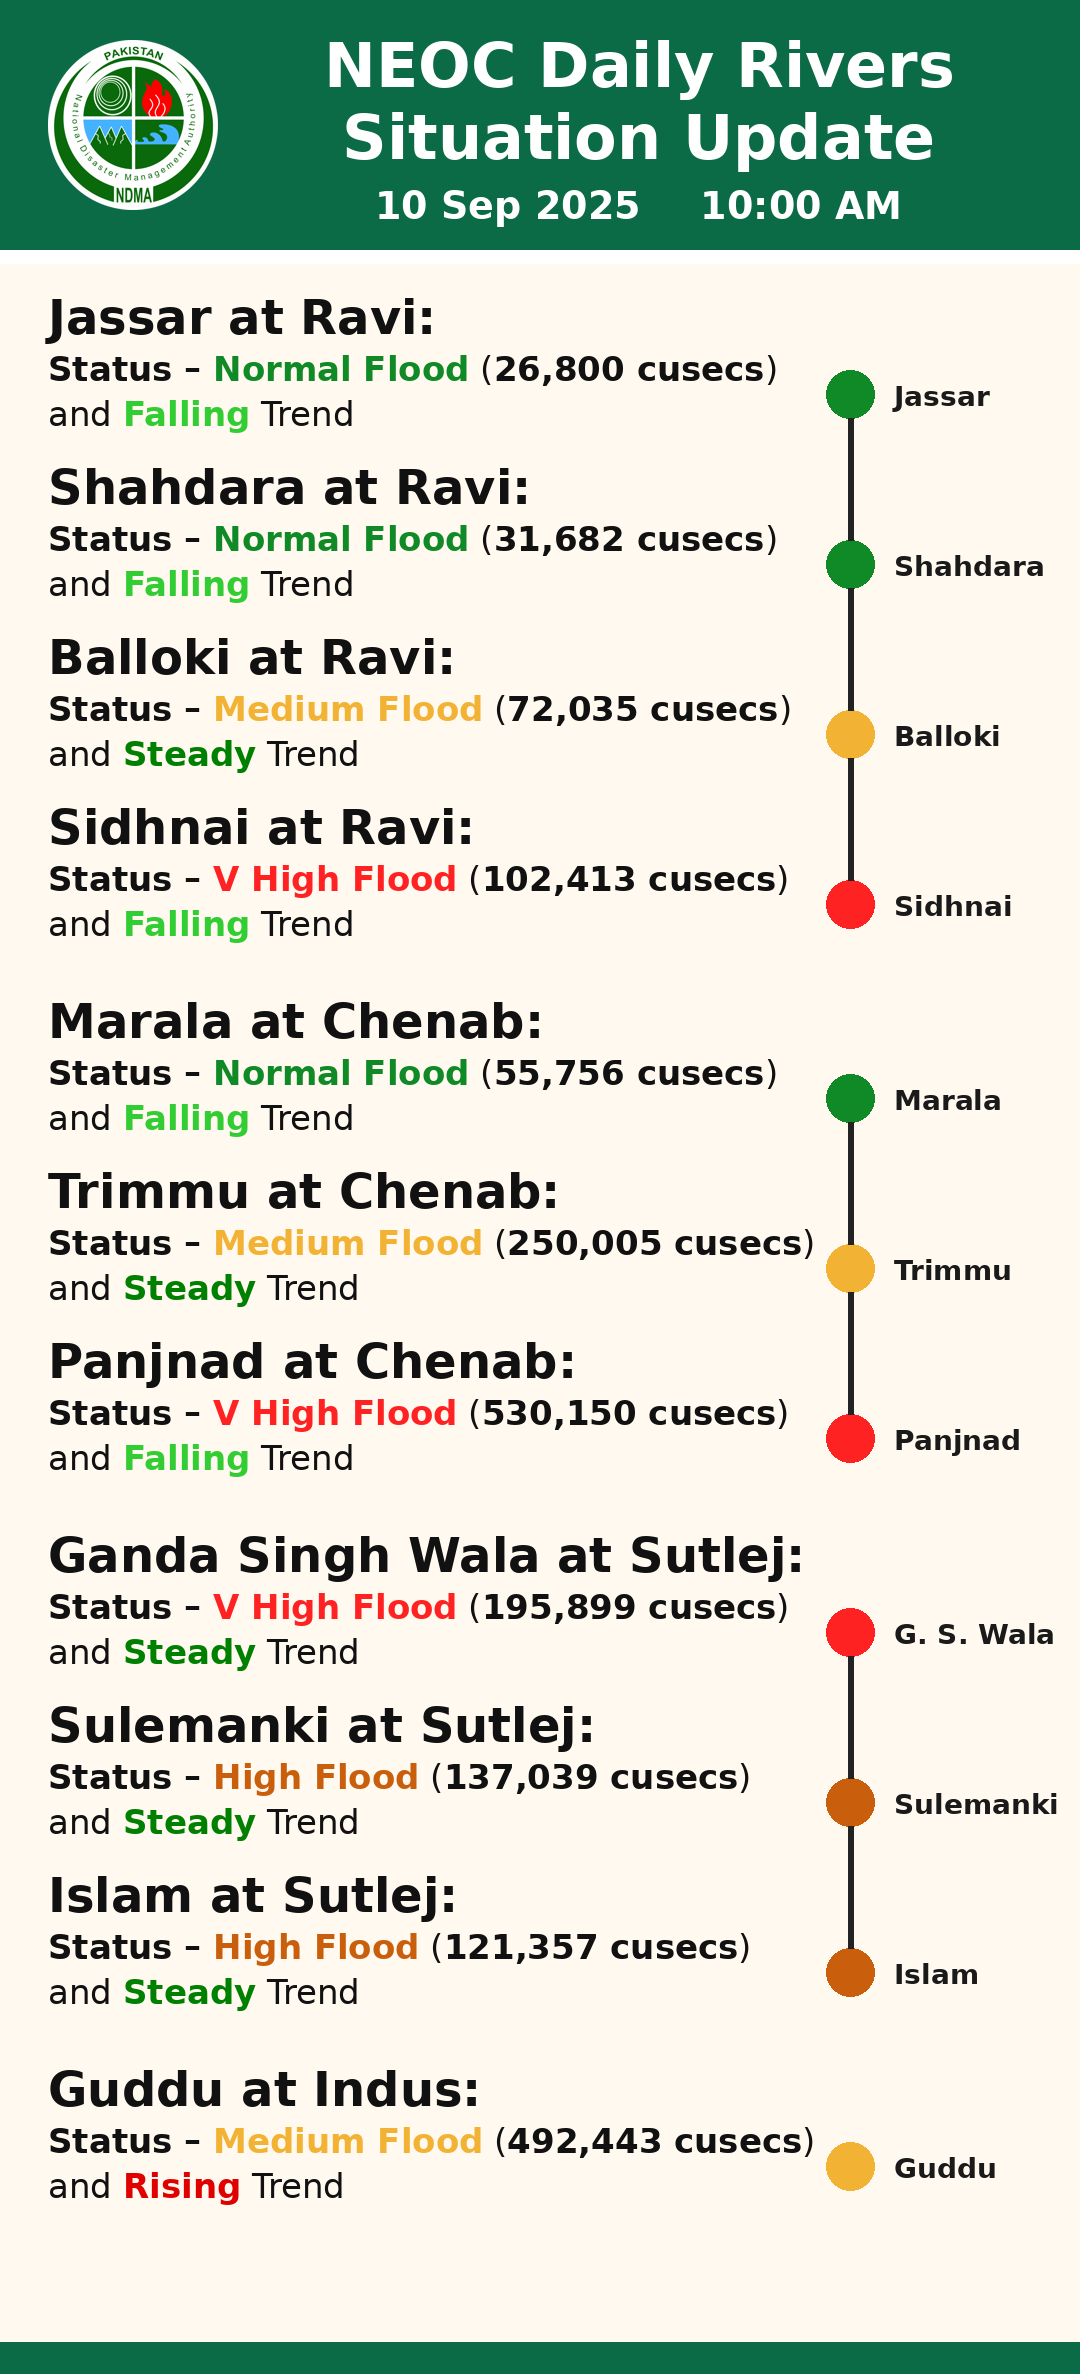 PAKISTAN
National Disaster Management Authority
NDMA
NEOC Daily Rivers
Situation Update
10 Sep 2025 10:00 AM
Jassar at Ravi:
Status – Normal Flood (26,800 cusecs)
and Falling Trend
Jassar
Shahdara at Ravi:
Status – Normal Flood (31,682 cusecs)
and Falling Trend
Shahdara
Balloki at Ravi:
Status – Medium Flood (72,035 cusecs)
and Steady Trend
Balloki
Sidhnai at Ravi:
Status – V High Flood (102,413 cusecs)
and Falling Trend
Sidhnai
Marala at Chenab:
Status – Normal Flood (55,756 cusecs)
and Falling Trend
Marala
Trimmu at Chenab:
Status – Medium Flood (250,005 cusecs)
and Steady Trend
Trimmu
Panjnad at Chenab:
Status – V High Flood (530,150 cusecs)
and Falling Trend
Panjnad
Ganda Singh Wala at Sutlej:
Status – V High Flood (195,899 cusecs)
and Steady Trend
G. S. Wala
Sulemanki at Sutlej:
Status – High Flood (137,039 cusecs)
and Steady Trend
Sulemanki
Islam at Sutlej:
Status – High Flood (121,357 cusecs)
and Steady Trend
Islam
Guddu at Indus:
Status – Medium Flood (492,443 cusecs)
and Rising Trend
Guddu